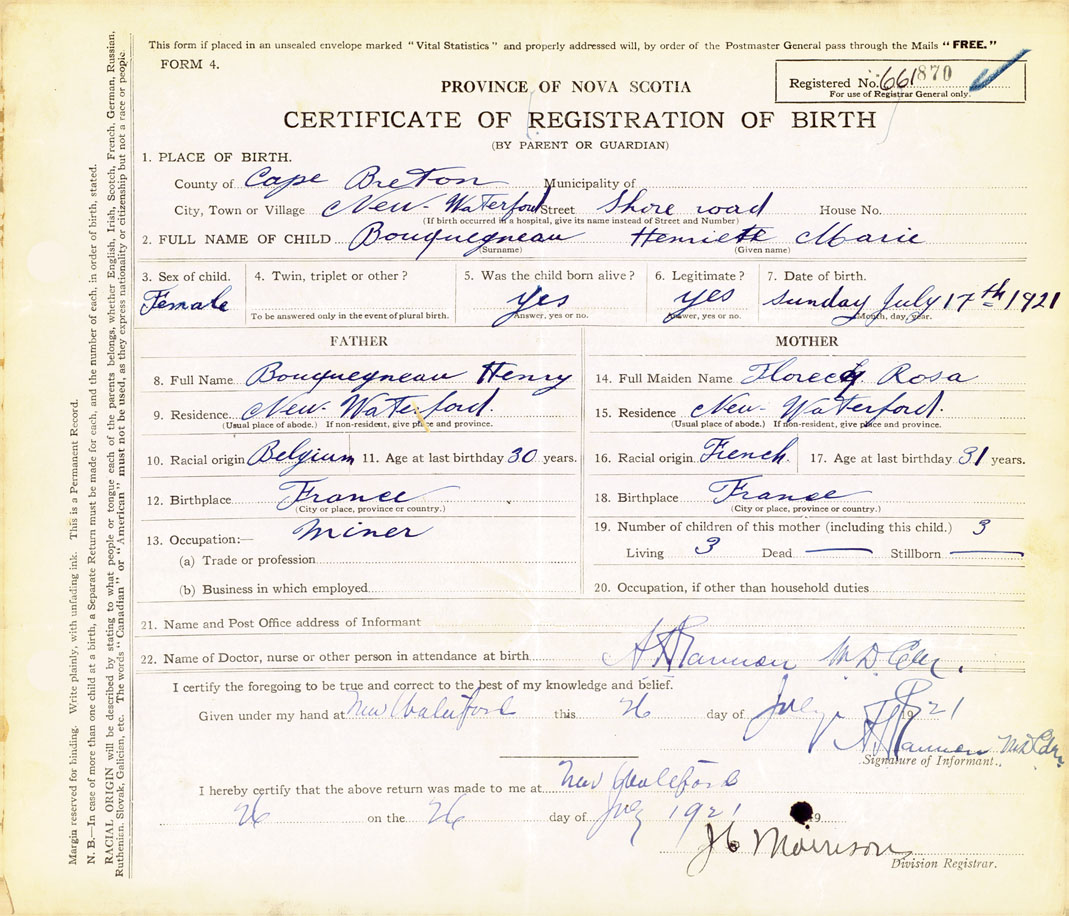 This form if placed in an unsealed envelope marked "Vital Statistics" and properly addressed will, by order of the Postmaster General pass through the Mails "FREE."
FORM 4.
Registered No. 661 870
For use of Registrar General only.
PROVINCE OF NOVA SCOTIA
CERTIFICATE OF REGISTRATION OF BIRTH
(BY PARENT OR GUARDIAN)
1. PLACE OF BIRTH.
County of Cape Breton Municipality of
City, Town or Village New-Waterford Street Shore road House No.
(If birth occurred in a hospital, give its name instead of Street and Number)
2. FULL NAME OF CHILD Bouquegneau Henriette Marie
(Surname) (Given name)
3. Sex of child. 4. Twin, triplet or other? 5. Was the child born alive? 6. Legitimate? 7. Date of birth.
Female yes yes Sunday July 17th 1921
To be answered only in the event of plural birth. Answer, yes or no. Answer, yes or no. Month, day, year.
FATHER
8. Full Name Bouquegneau Henry
9. Residence New-Waterford.
(Usual place of abode.) If non-resident, give place and province.
10. Racial origin Belgium 11. Age at last birthday 30 years.
12. Birthplace France
(City or place, province or country.)
13. Occupation:— Miner
(a) Trade or profession
(b) Business in which employed
MOTHER
14. Full Maiden Name Rosa
15. Residence New-Waterford.
(Usual place of abode.) If non-resident, give place and province.
16. Racial origin French. 17. Age at last birthday 31 years.
18. Birthplace France
(City or place, province or country.)
19. Number of children of this mother (including this child.) 3
Living 3 Dead — Stillborn —
20. Occupation, if other than household duties
21. Name and Post Office address of Informant
22. Name of Doctor, nurse or other person in attendance at birth M.D.
I certify the foregoing to be true and correct to the best of my knowledge and belief.
Given under my hand at New Waterford this 26 day of July 1921
Signature of Informant.
I hereby certify that the above return was made to me at New Waterford
26 on the 26 day of July 1921 19
J C Morrison
Division Registrar.
Margin reserved for binding. Write plainly, with unfading ink. This is a Permanent Record.
N. B.—In case of more than one child at a birth, a Separate Return must be made for each, and the number of each, in order of birth, stated.
RACIAL ORIGIN will be described by stating to what people or tongue each of the parents belongs, whether English, Irish, Scotch, French, German, Russian,
Ruthenian, Slovak, Galician, etc. The words "Canadian" or "American" must not be used, as they express nationality or citizenship but not a race or people.